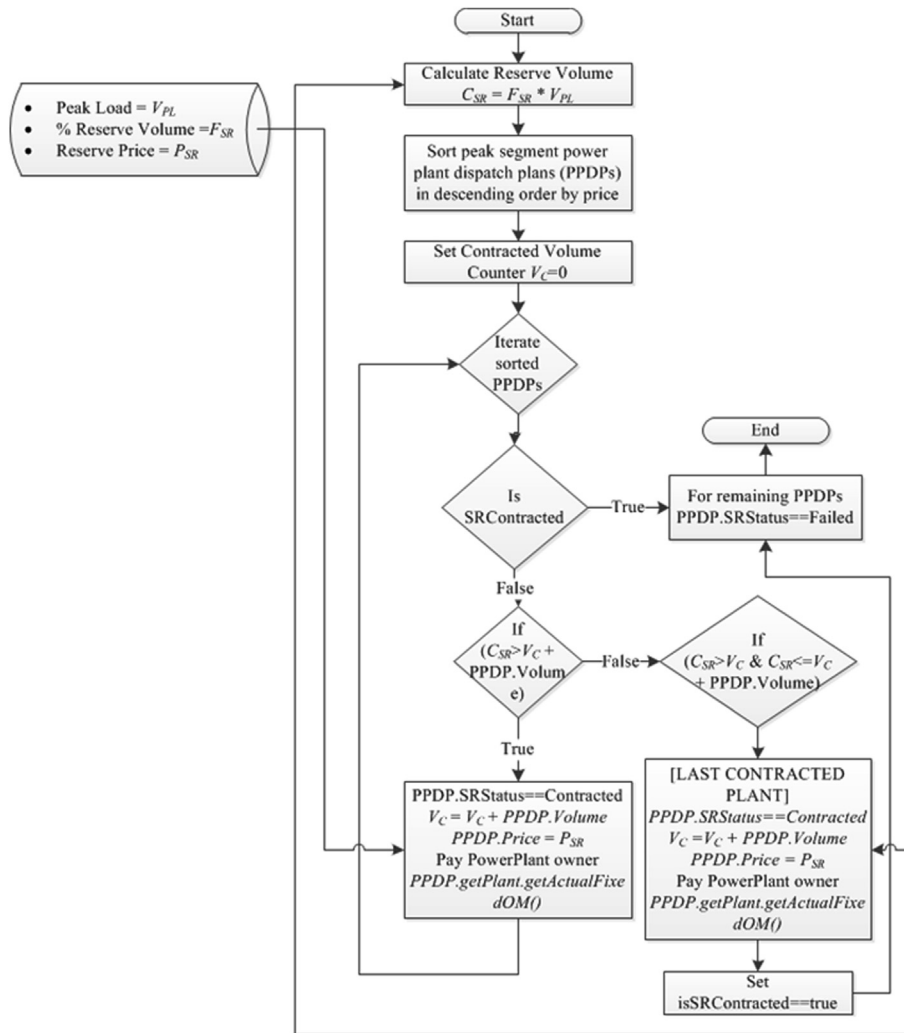 Start
Calculate Reserve Volume
C_SR = F_SR * V_PL
• Peak Load = V_PL
• % Reserve Volume =F_SR
• Reserve Price = P_SR
Sort peak segment power
plant dispatch plans (PPDPs)
in descending order by price
Set Contracted Volume
Counter V_C=0
Iterate
sorted
PPDPs
Is
SRContracted
True
For remaining PPDPs
PPDP.SRStatus==Failed
End
False
If
(C_SR>V_C +
PPDP.Volum
e)
False
If
(C_SR>V_C & C_SR<=V_C
+ PPDP.Volume)
True
PPDP.SRStatus==Contracted
V_C = V_C + PPDP.Volume
PPDP.Price = P_SR
Pay PowerPlant owner
PPDP.getPlant.getActualFixe
dOM()
[LAST CONTRACTED
PLANT]
PPDP.SRStatus==Contracted
V_C =V_C + PPDP.Volume
PPDP.Price = P_SR
Pay PowerPlant owner
PPDP.getPlant.getActualFixe
dOM()
Set
isSRContracted==true